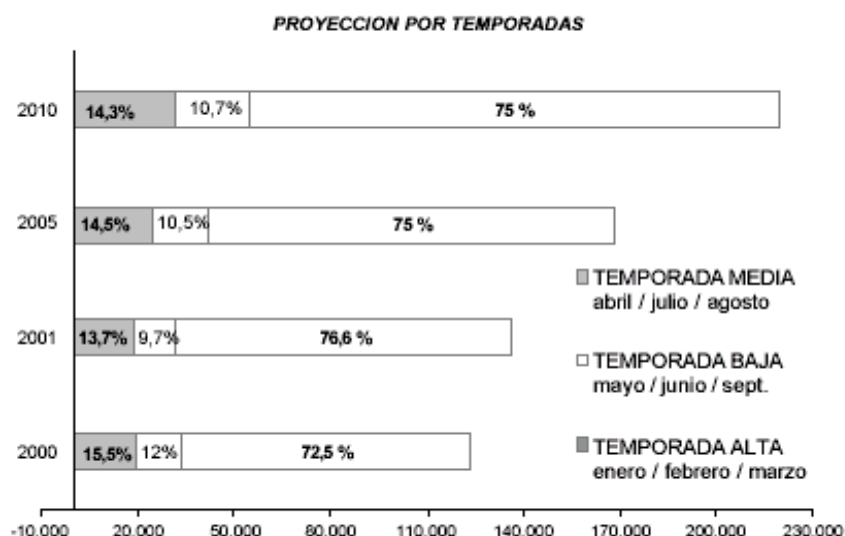 PROYECCION POR TEMPORADAS
2010
14,3%
10,7%
75 %
2005
14,5%
10,5%
75 %
TEMPORADA MEDIA
abril / julio / agosto
2001
13,7%
9,7%
76,6 %
TEMPORADA BAJA
mayo / junio / sept.
2000
15,5%
12%
72,5 %
TEMPORADA ALTA
enero / febrero / marzo
-10.000 20.000 50.000 80.000 110.000 140.000 170.000 200.000 230.000